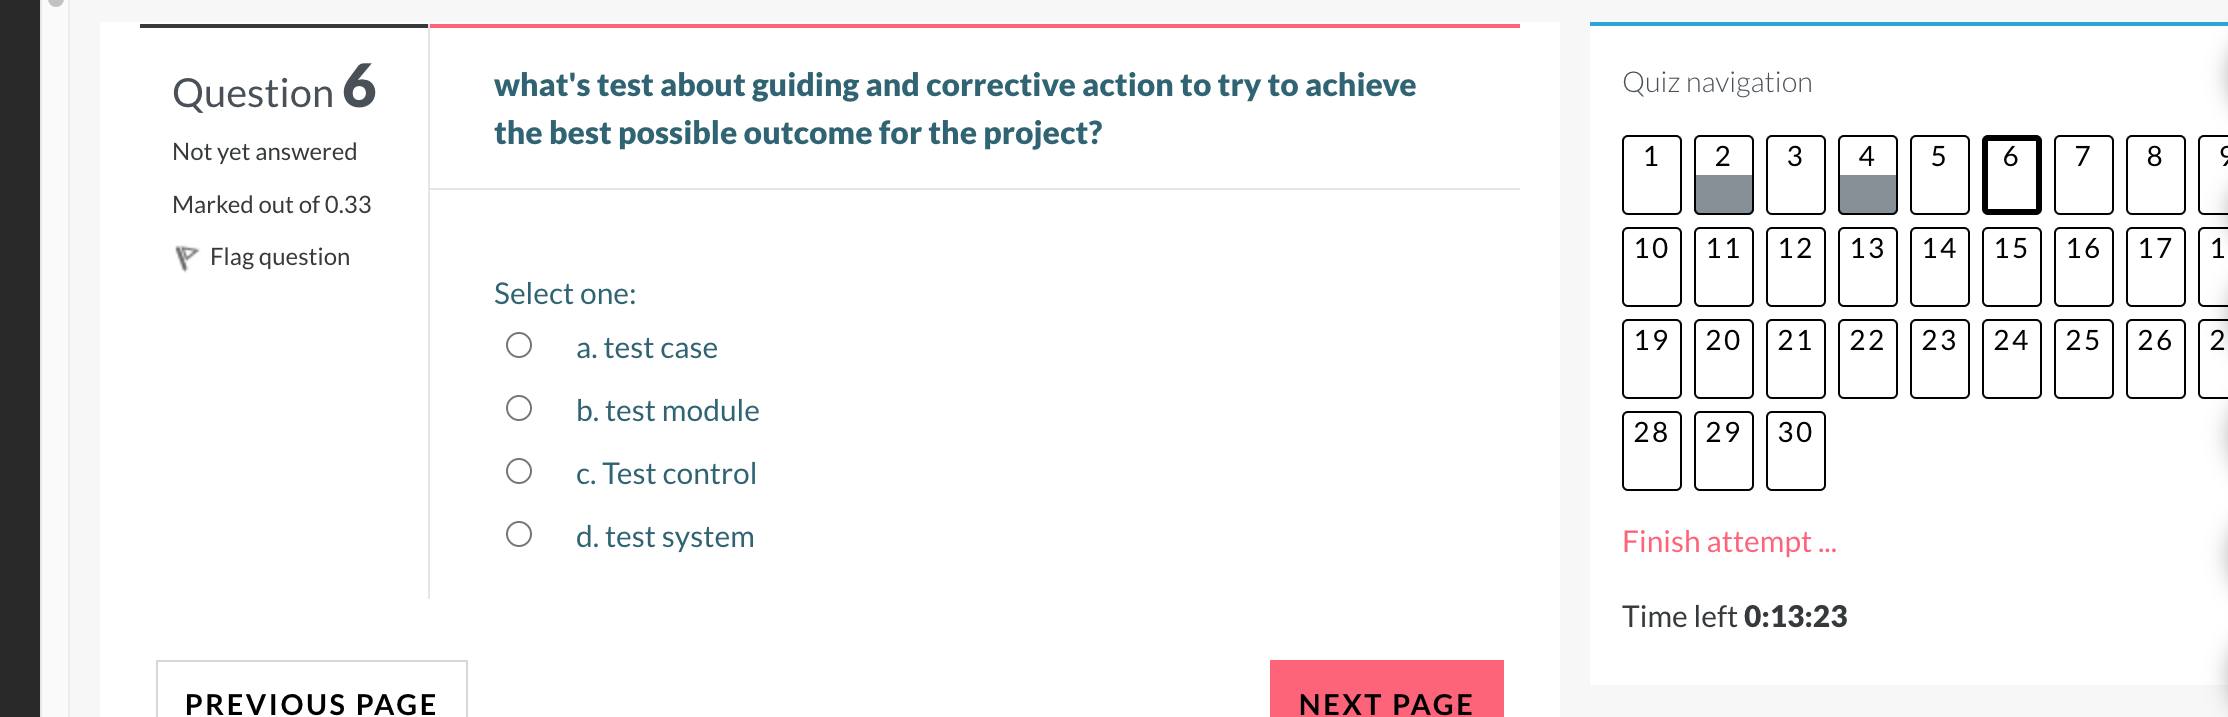 Question 6
Not yet answered
Marked out of 0.33
Flag question
what's test about guiding and corrective action to try to achieve
the best possible outcome for the project?
Select one:
a. test case
b. test module
c. Test control
d. test system
PREVIOUS PAGE
NEXT PAGE
Quiz navigation
1 2 3 4 5 6 7 8
10 11 12 13 14 15 16 17
19 20 21 22 23 24 25 26
28 29 30
Finish attempt ...
Time left 0:13:23